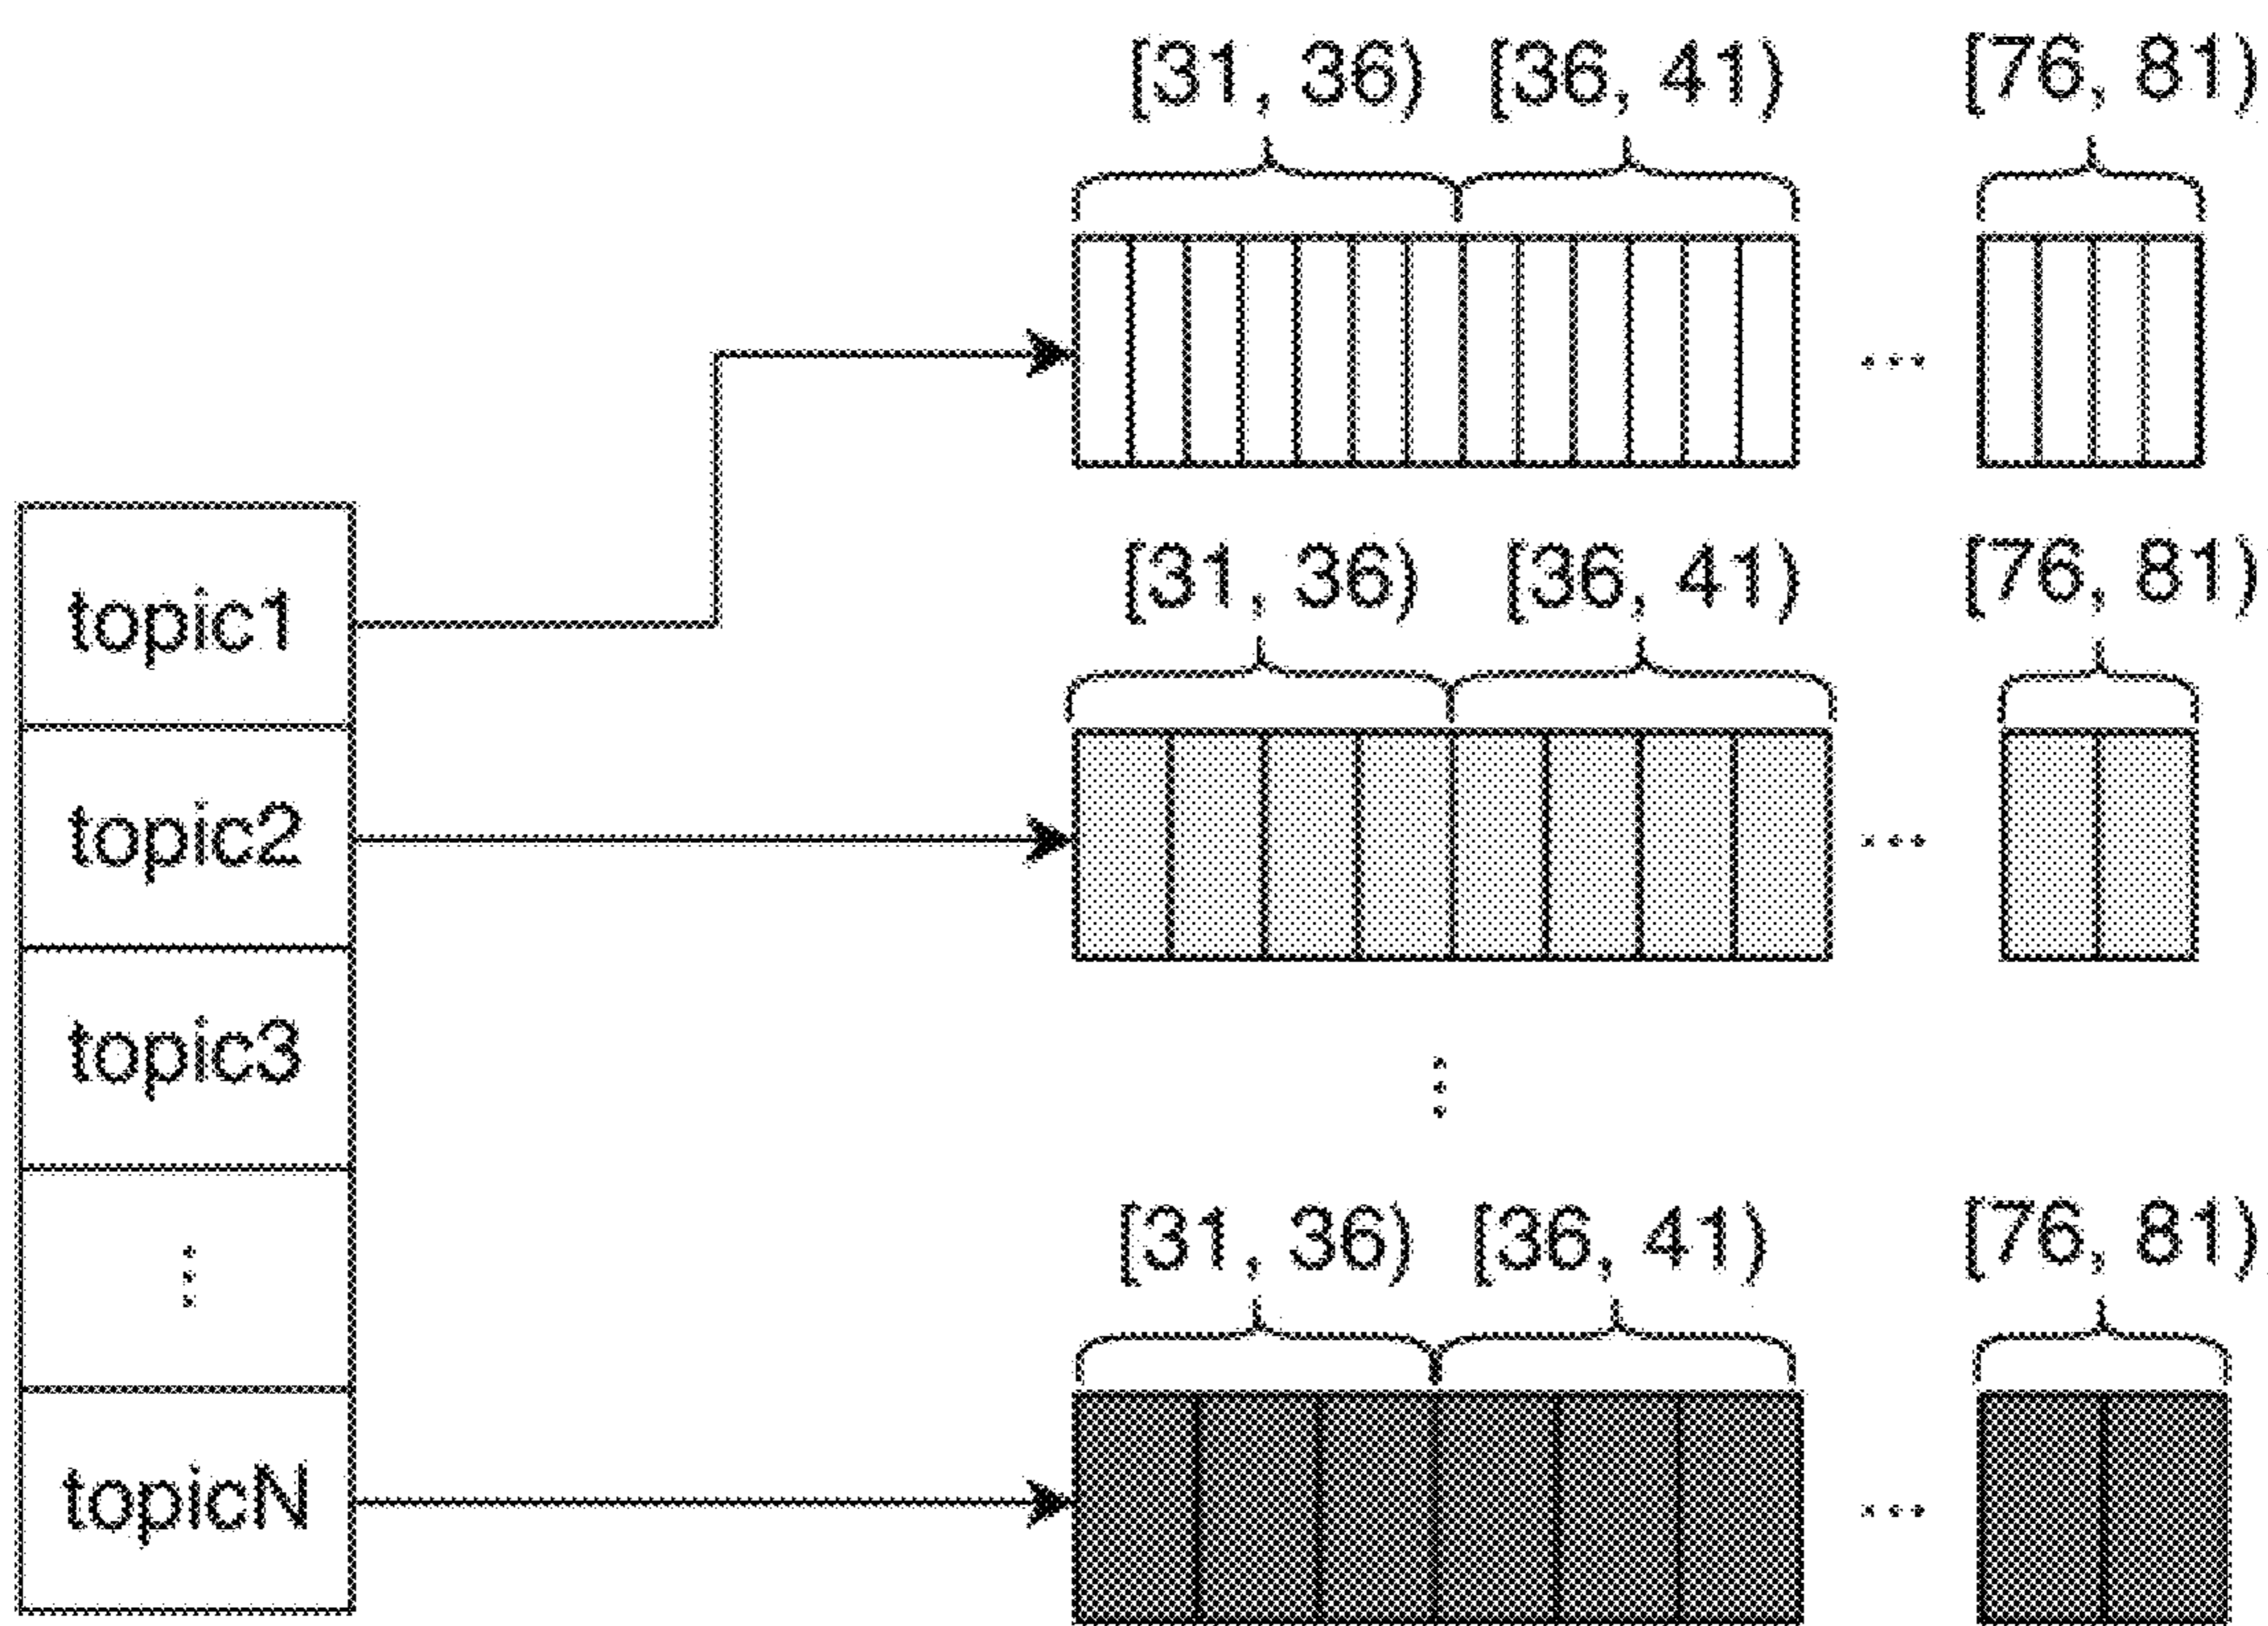 [31, 36) [36, 41) [76, 81)
...
topic1
[31, 36) [36, 41) [76, 81)
topic2
...
topic3
⋮
[31, 36) [36, 41) [76, 81)
⋮
topicN
...